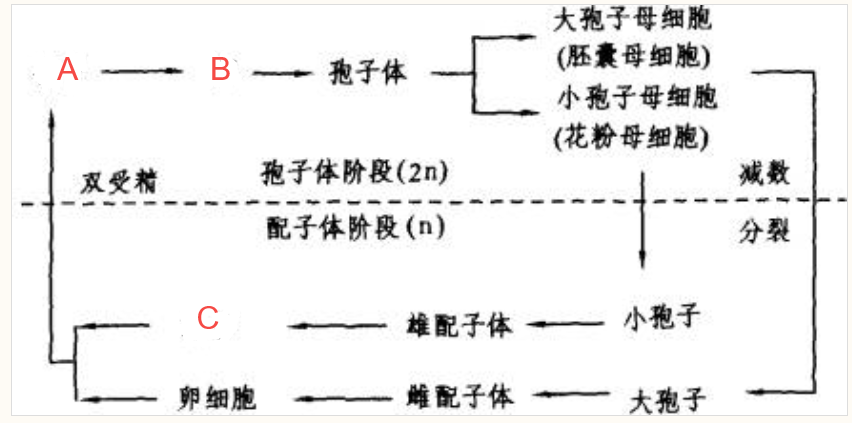 大孢子母细胞
(胚囊母细胞)
A
B
孢子体
小孢子母细胞
(花粉母细胞)
双受精
孢子体阶段(2n)
减数
配子体阶段(n)
分裂
C
雄配子体
小孢子
卵细胞
雌配子体
大孢子